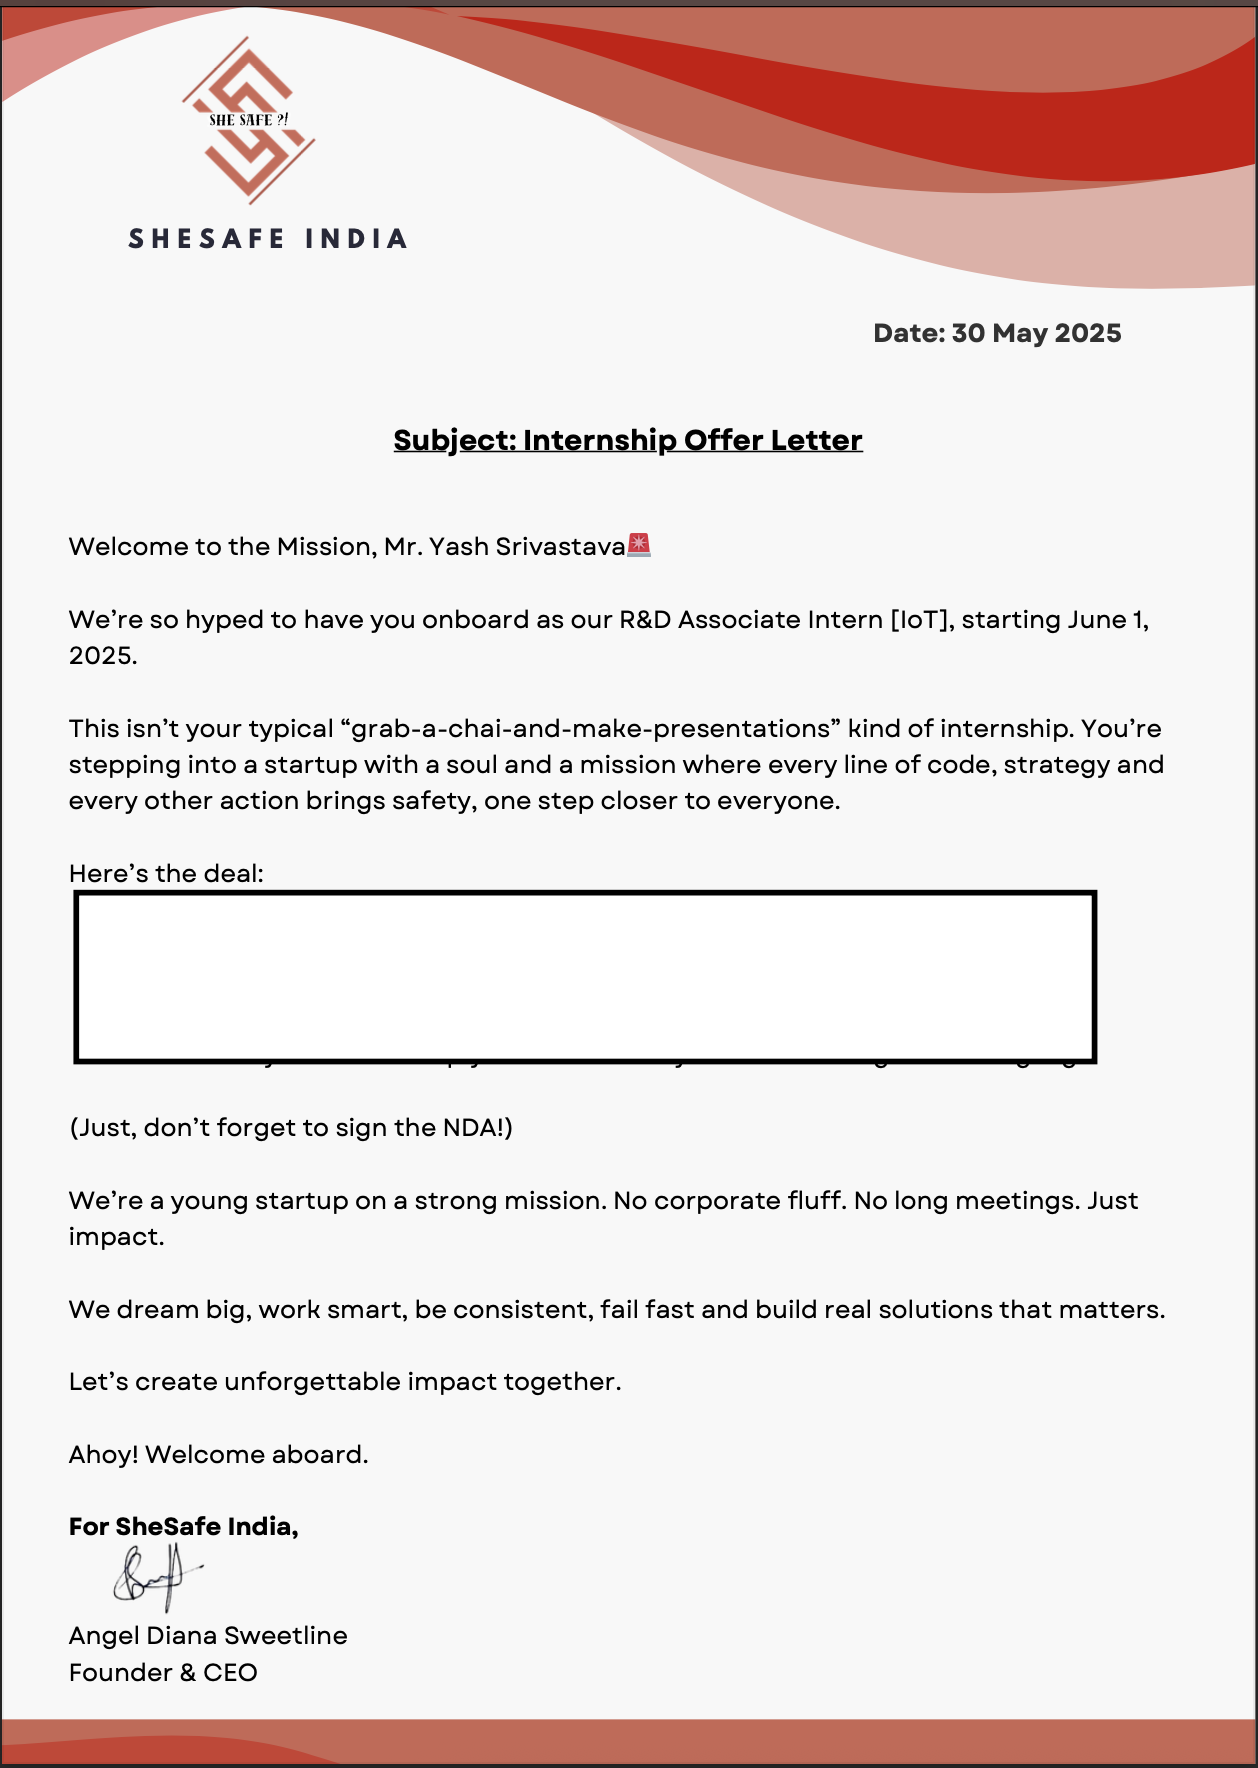 SHE SAFE ?!
SHESAFE INDIA
Date: 30 May 2025
Subject: Internship Offer Letter
Welcome to the Mission, Mr. Yash Srivastava🚨
We’re so hyped to have you onboard as our R&D Associate Intern [IoT], starting June 1,
2025.
This isn’t your typical “grab-a-chai-and-make-presentations” kind of internship. You’re
stepping into a startup with a soul and a mission where every line of code, strategy and
every other action brings safety, one step closer to everyone.
Here’s the deal:
(Just, don’t forget to sign the NDA!)
We’re a young startup on a strong mission. No corporate fluff. No long meetings. Just
impact.
We dream big, work smart, be consistent, fail fast and build real solutions that matters.
Let’s create unforgettable impact together.
Ahoy! Welcome aboard.
For SheSafe India,
Angel Diana Sweetline
Founder & CEO